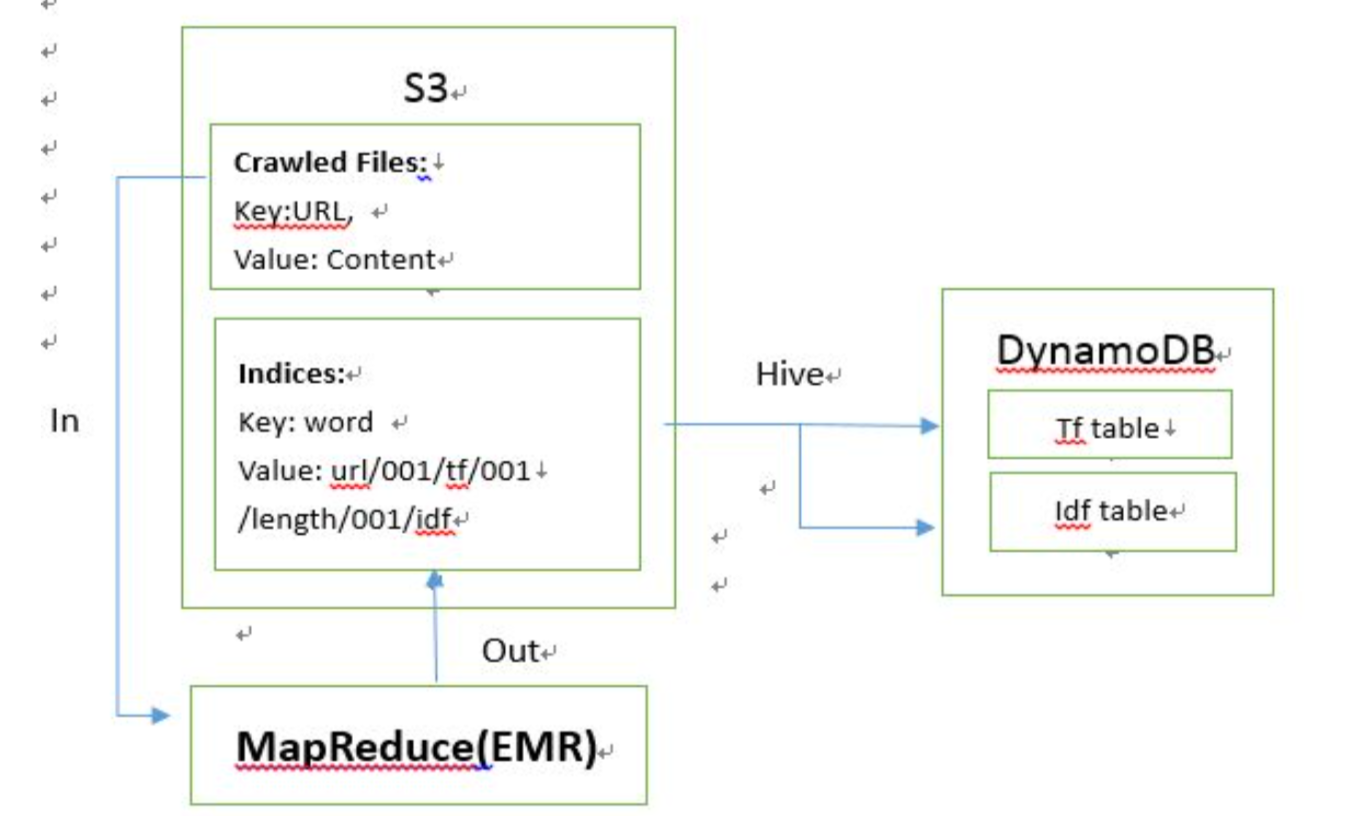 S3
Crawled Files:
Key:URL,
Value: Content
Indices:
Key: word
Value: url/001/tf/001
/length/001/idf
In
Out
MapReduce(EMR)
Hive
DynamoDB
Tf table
Idf table